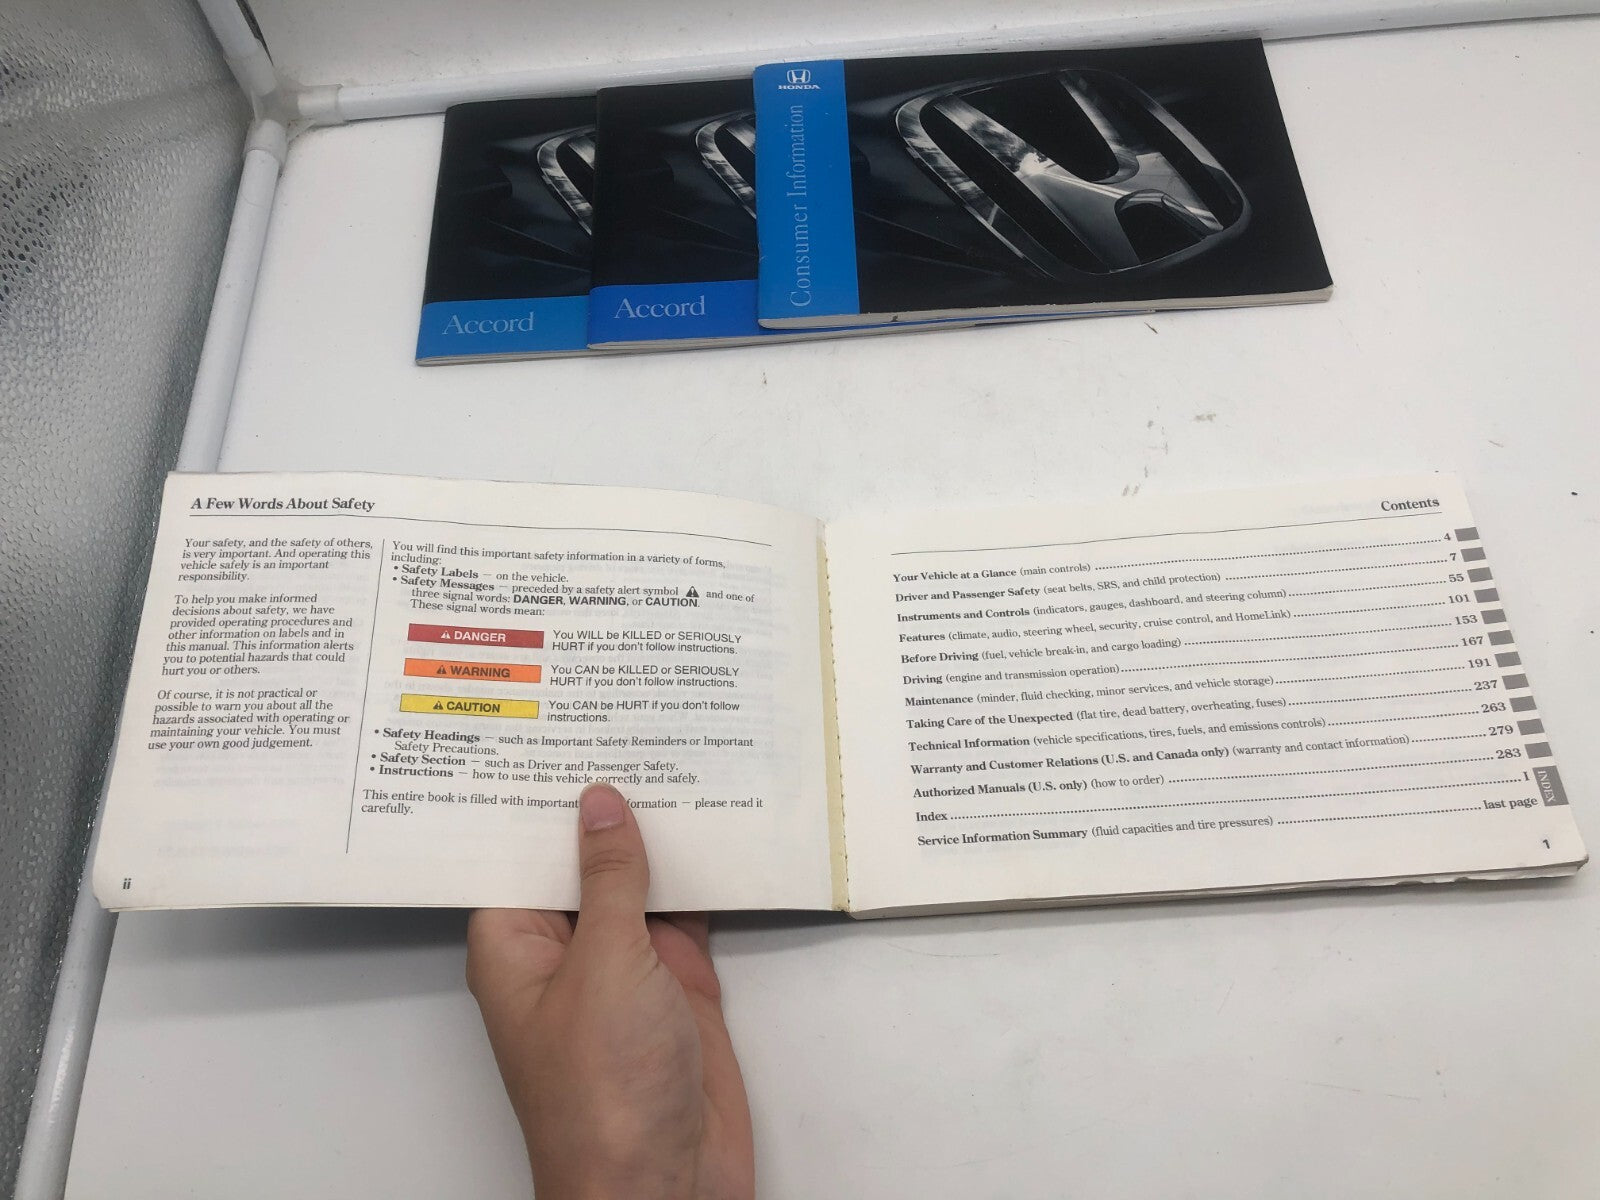 HONDA
Consumer Information
Accord
Accord
A Few Words About Safety
Your safety, and the safety of others,
is very important. And operating this
vehicle safely is an important
responsibility.
To help you make informed
decisions about safety, we have
provided operating procedures and
other information on labels and in
this manual. This information alerts
you to potential hazards that could
hurt you or others.
Of course, it is not practical or
possible to warn you about all the
hazards associated with operating or
maintaining your vehicle. You must
use your own good judgement.
You will find this important safety information in a variety of forms,
including:
• Safety Labels — on the vehicle.
• Safety Messages — preceded by a safety alert symbol ⚠ and one of
three signal words: DANGER, WARNING, or CAUTION.
These signal words mean:
⚠ DANGER You WILL be KILLED or SERIOUSLY
HURT if you don't follow instructions.
⚠ WARNING You CAN be KILLED or SERIOUSLY
HURT if you don't follow instructions.
⚠ CAUTION You CAN be HURT if you don't follow
instructions.
• Safety Headings — such as Important Safety Reminders or Important
Safety Precautions.
• Safety Section — such as Driver and Passenger Safety.
• Instructions — how to use this vehicle correctly and safely.
This entire book is filled with important formation — please read it
carefully.
ii
Contents
Your Vehicle at a Glance (main controls) 4
Driver and Passenger Safety (seat belts, SRS, and child protection) 7
Instruments and Controls (indicators, gauges, dashboard, and steering column) 55
Features (climate, audio, steering wheel, security, cruise control, and HomeLink) 101
Before Driving (fuel, vehicle break-in, and cargo loading) 153
Driving (engine and transmission operation) 167
Maintenance (minder, fluid checking, minor services, and vehicle storage) 191
Taking Care of the Unexpected (flat tire, dead battery, overheating, fuses) 237
Technical Information (vehicle specifications, tires, fuels, and emissions controls) 263
Warranty and Customer Relations (U.S. and Canada only) (warranty and contact information) 279
Authorized Manuals (U.S. only) (how to order) 283
Index I
Service Information Summary (fluid capacities and tire pressures) last page
INDEX
1